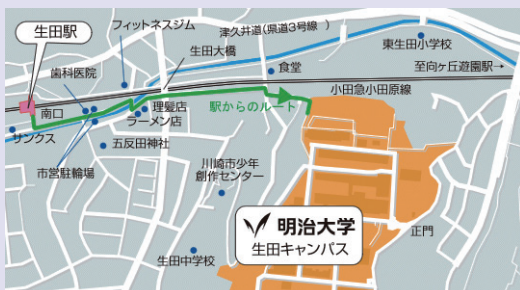 生田駅
フィットネスジム
津久井道(県道3号線)
生田大橋
東生田小学校
歯科医院
食堂
至向ヶ丘遊園駅→
小田急小田原線
南口
理髪店
駅からのルート
ラーメン店
サンクス
五反田神社
市営駐輪場
川崎市少年
創作センター
明治大学
生田キャンパス
正門
生田中学校